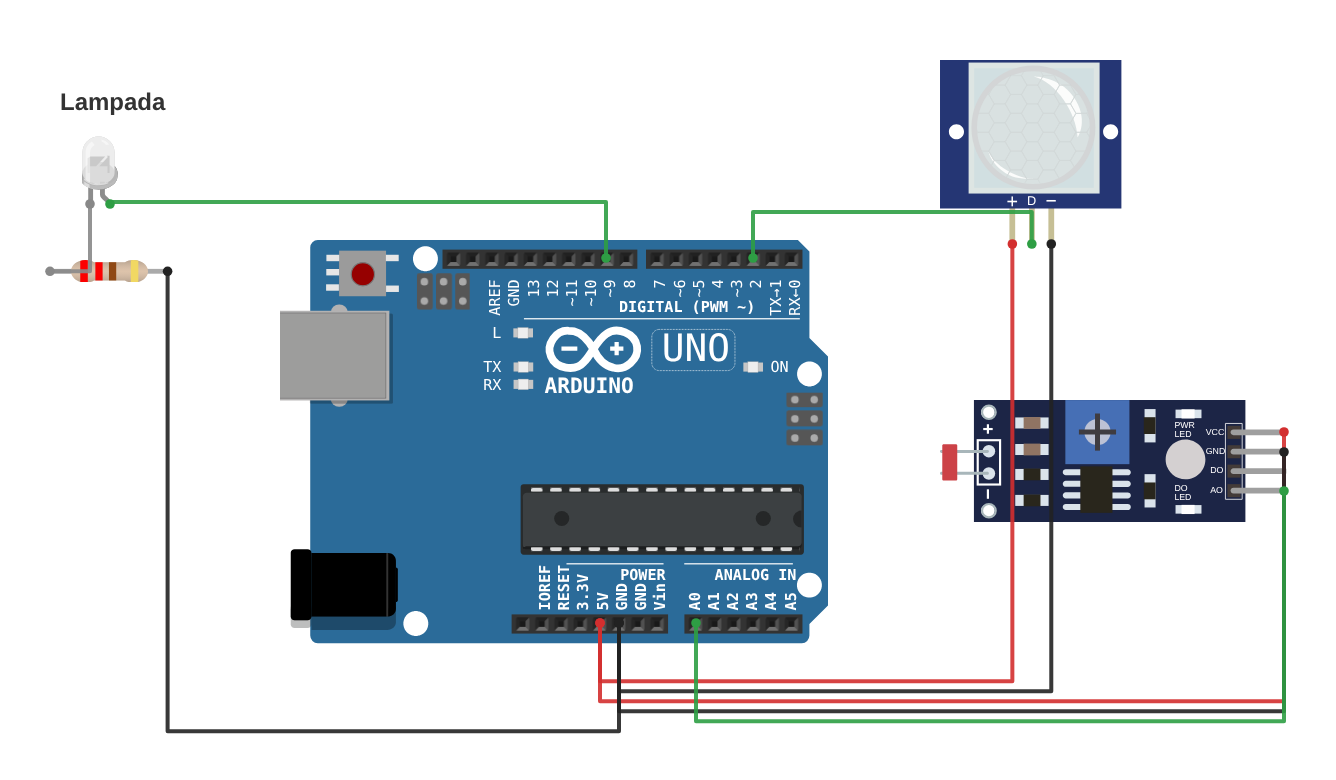 Lampada
+ D −
AREF
GND
13
12
~11
~10
~9
8
7
~6
~5
4
~3
2
TX→1
RX←0
DIGITAL (PWM ~)
L
TX
RX
UNO
ON
ARDUINO
+
−
PWR
LED
DO
LED
VCC
GND
DO
AO
IOREF
RESET
3.3V
5V
GND
GND
Vin
POWER
ANALOG IN
A0
A1
A2
A3
A4
A5